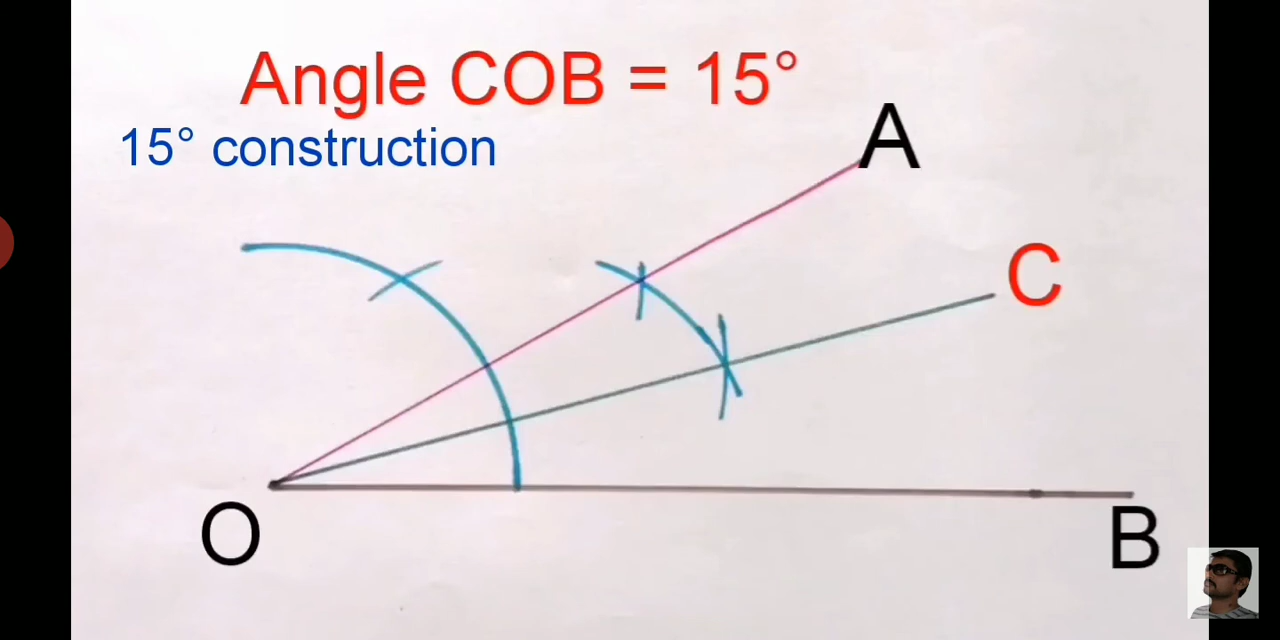 Angle COB = 15°
15° construction
A
C
O
B